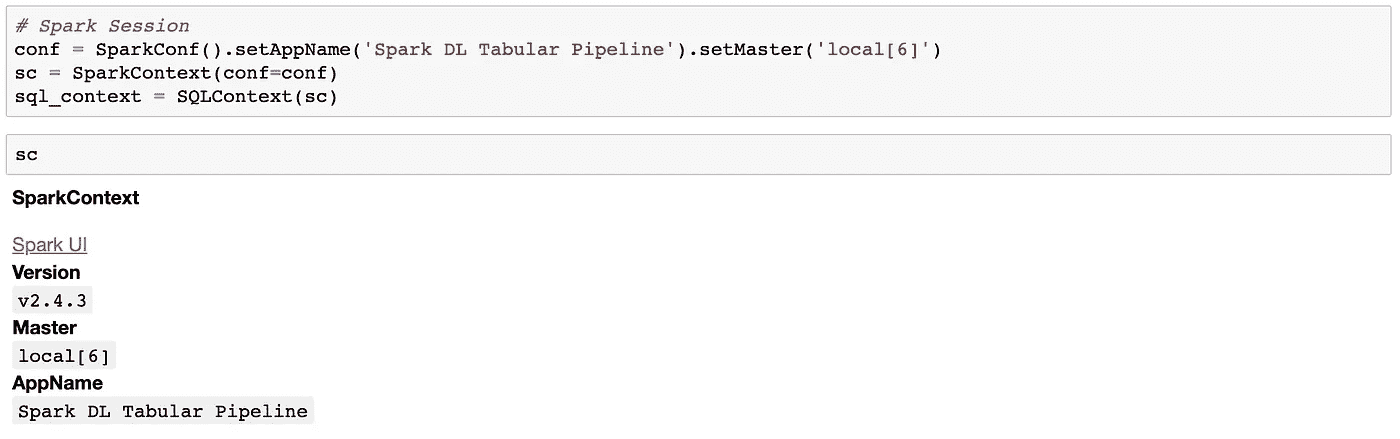 # Spark Session
conf = SparkConf().setAppName('Spark DL Tabular Pipeline').setMaster('local[6]')
sc = SparkContext(conf=conf)
sql_context = SQLContext(sc)
sc
SparkContext
Spark UI
Version
v2.4.3
Master
local[6]
AppName
Spark DL Tabular Pipeline